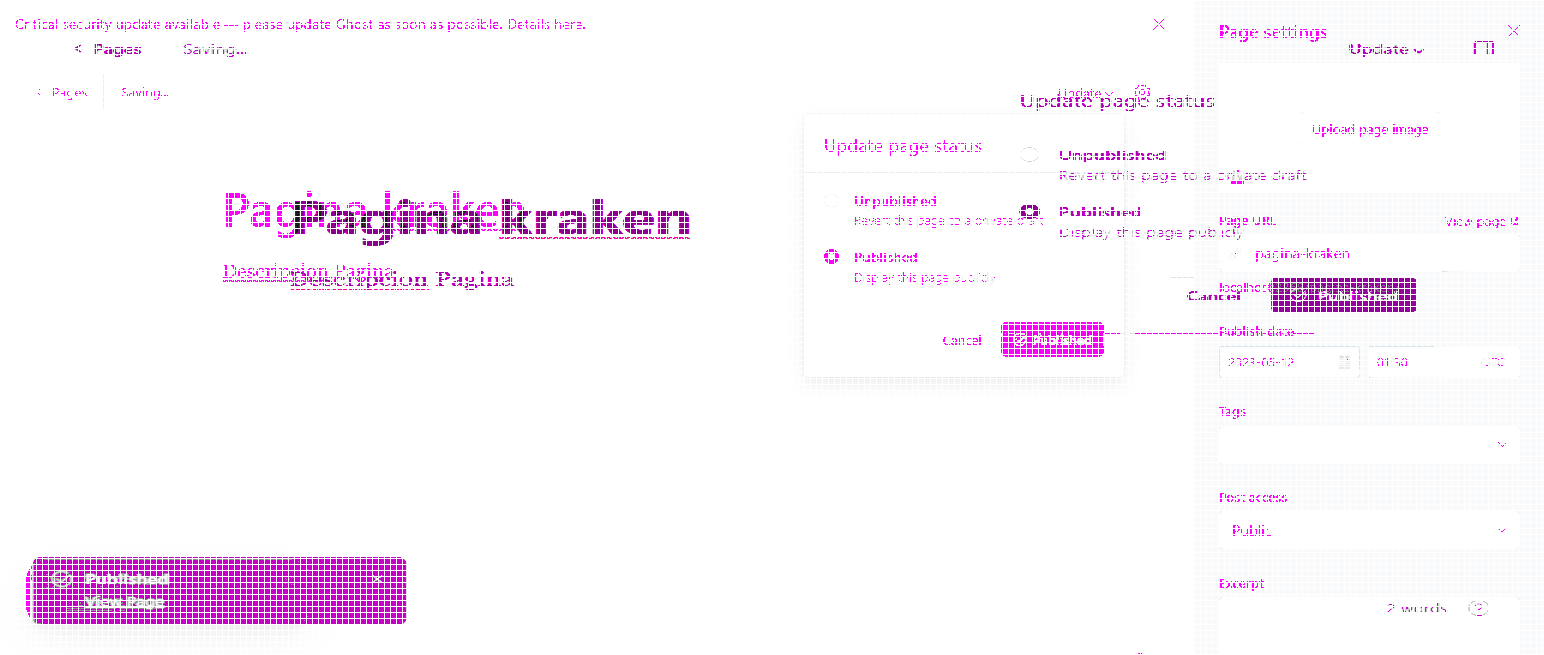 Critical security update available — please update Ghost as soon as possible. Details here.
Page settings
< Pages Saving...
Update
< Pages Saving...
Update
Update page status
Upload page image
Update page status
Unpublished
Revert this page to a private draft
Unpublished
Revert this page to a private draft
Pagina kraken
Pagina kraken
Published
Display this page publicly
Page URL
View page
Published
Display this page publicly
pagina-kraken
Descripcion Pagina
Descripcion Pagina
localhost
Cancel
Published
Publish date
Cancel
Published
2023-05-12
01:30
UTC
Tags
Post access
Public
Published
View Page
Excerpt
2 words
?